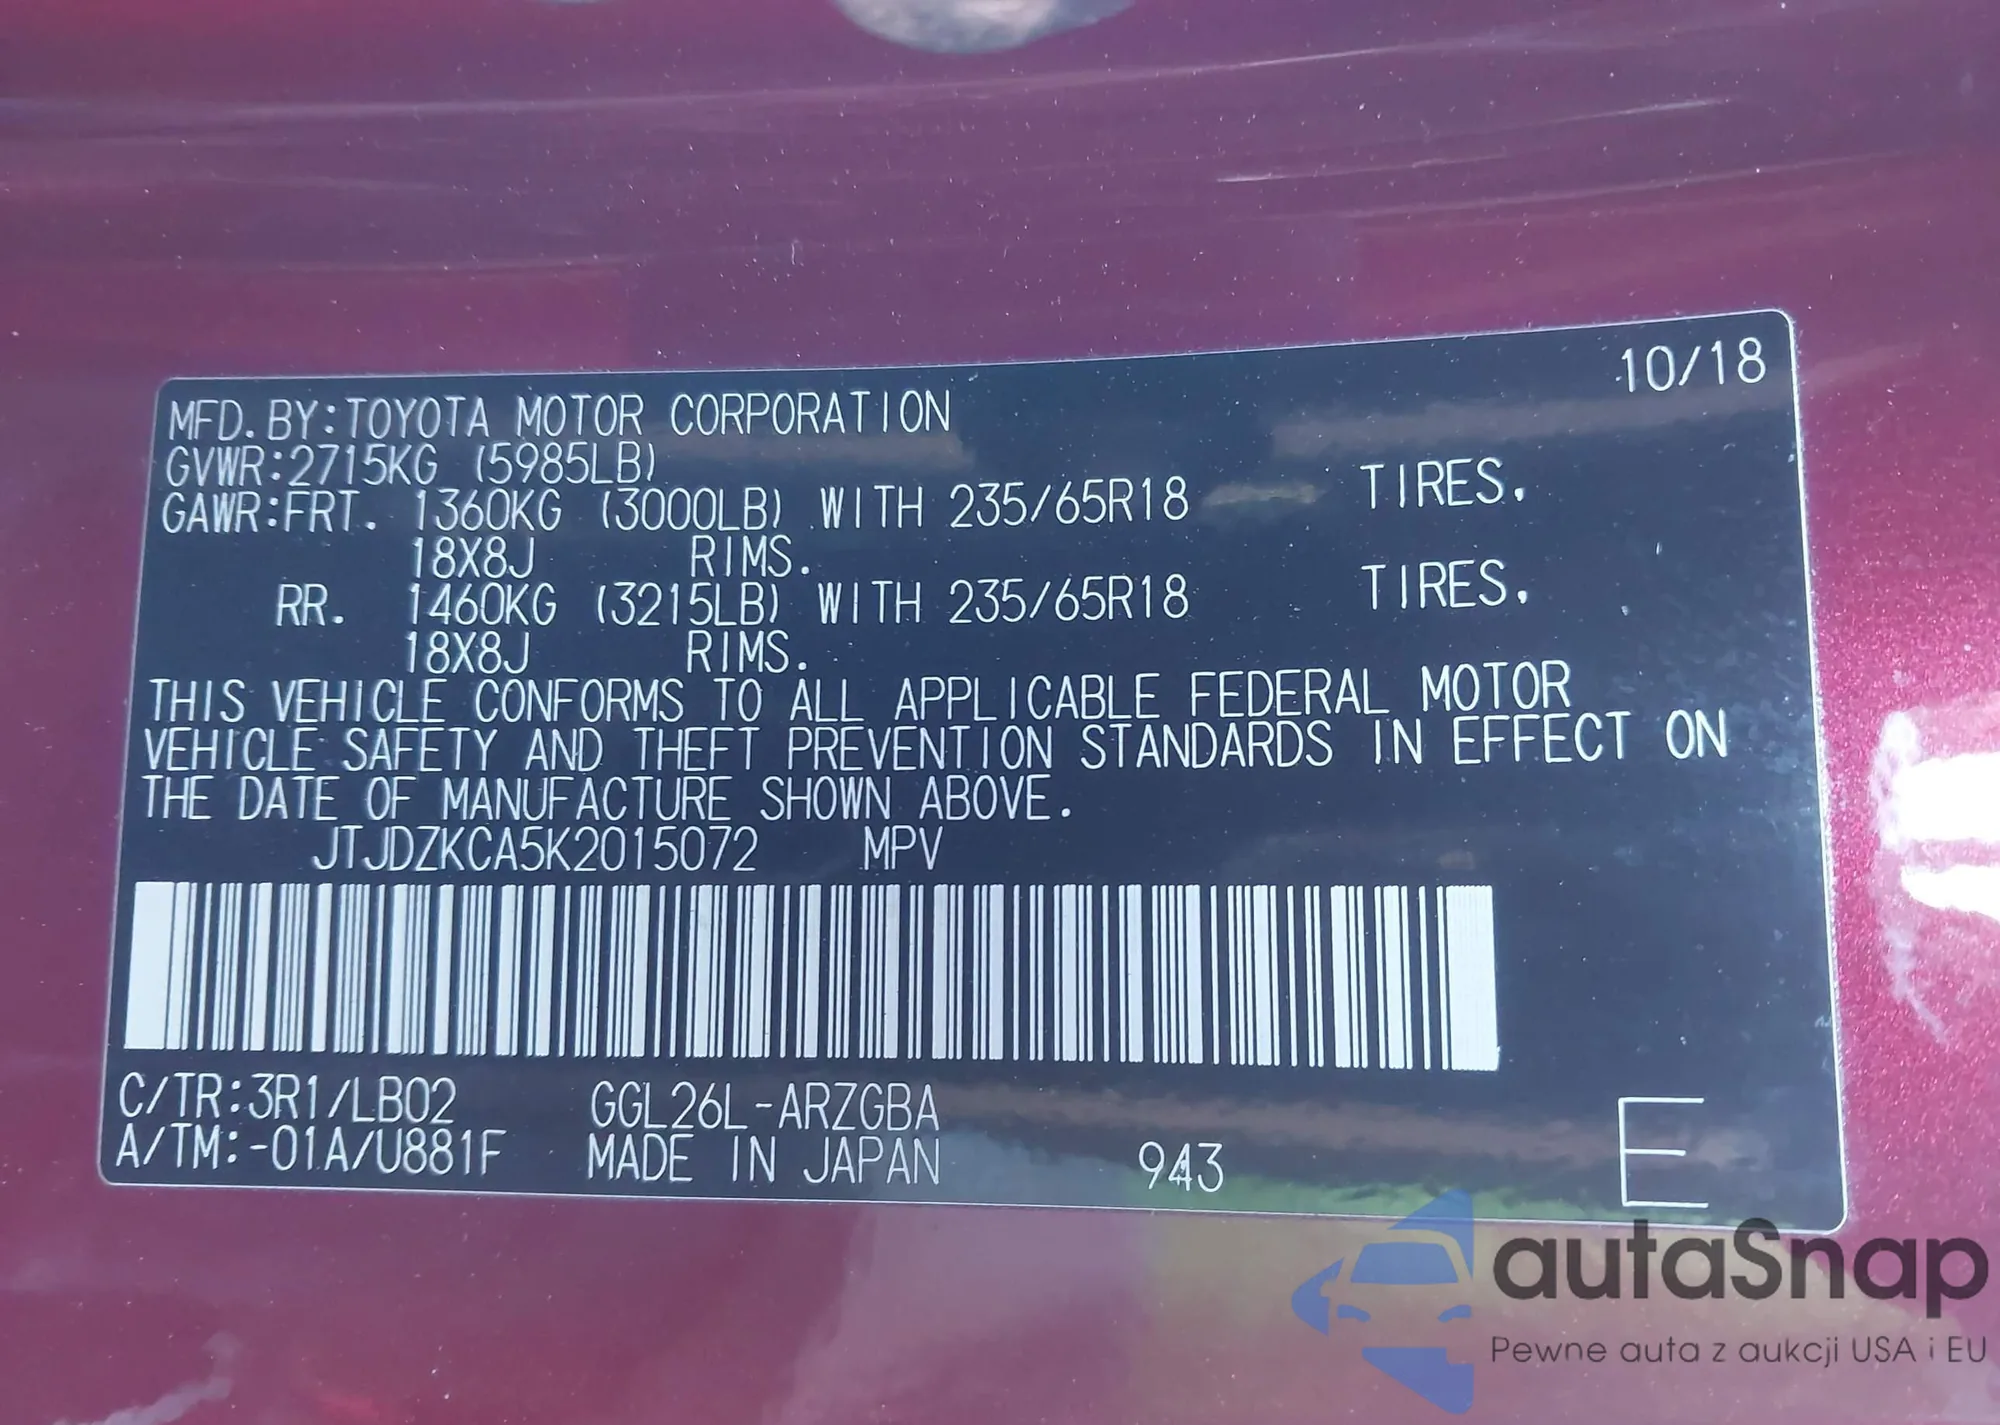 10/18
MFD. BY:TOYOTA MOTOR CORPORATION
GVWR:2715KG (5985LB)
GAWR:FRT. 1360KG (3000LB) WITH 235/65R18 TIRES.
18X8J RIMS.
RR. 1460KG (3215LB) WITH 235/65R18 TIRES.
18X8J RIMS.
THIS VEHICLE CONFORMS TO ALL APPLICABLE FEDERAL MOTOR
VEHICLE SAFETY AND THEFT PREVENTION STANDARDS IN EFFECT ON
THE DATE OF MANUFACTURE SHOWN ABOVE.
JTJDZKCA5K2015072 MPV
C/TR:3R1/LB02 GGL26L-ARZGBA
A/TM:-01A/U881F MADE IN JAPAN 943 E
autaSnap
Pewne auta z aukcji USA i EU